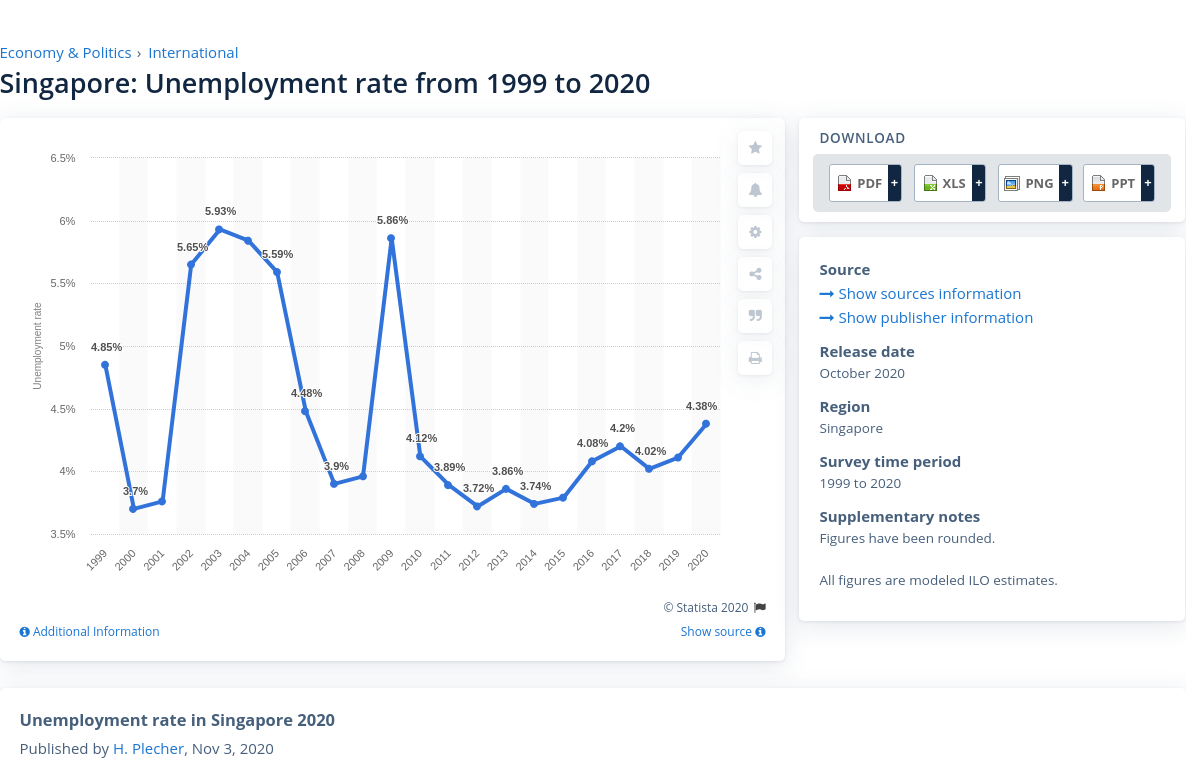 Economy & Politics › International
Singapore: Unemployment rate from 1999 to 2020
6.5%
6%
5.5%
5%
4.5%
4%
3.5%
Unemployment rate
4.85%
3.7%
5.65%
5.93%
5.59%
4.48%
3.9%
5.86%
4.12%
3.89%
3.72%
3.86%
3.74%
4.08%
4.2%
4.02%
4.38%
1999 2000 2001 2002 2003 2004 2005 2006 2007 2008 2009 2010 2011 2012 2013 2014 2015 2016 2017 2018 2019 2020
© Statista 2020
Additional Information
Show source
DOWNLOAD
PDF + XLS + PNG + PPT +
Source
Show sources information
Show publisher information
Release date
October 2020
Region
Singapore
Survey time period
1999 to 2020
Supplementary notes
Figures have been rounded.
All figures are modeled ILO estimates.
Unemployment rate in Singapore 2020
Published by H. Plecher, Nov 3, 2020